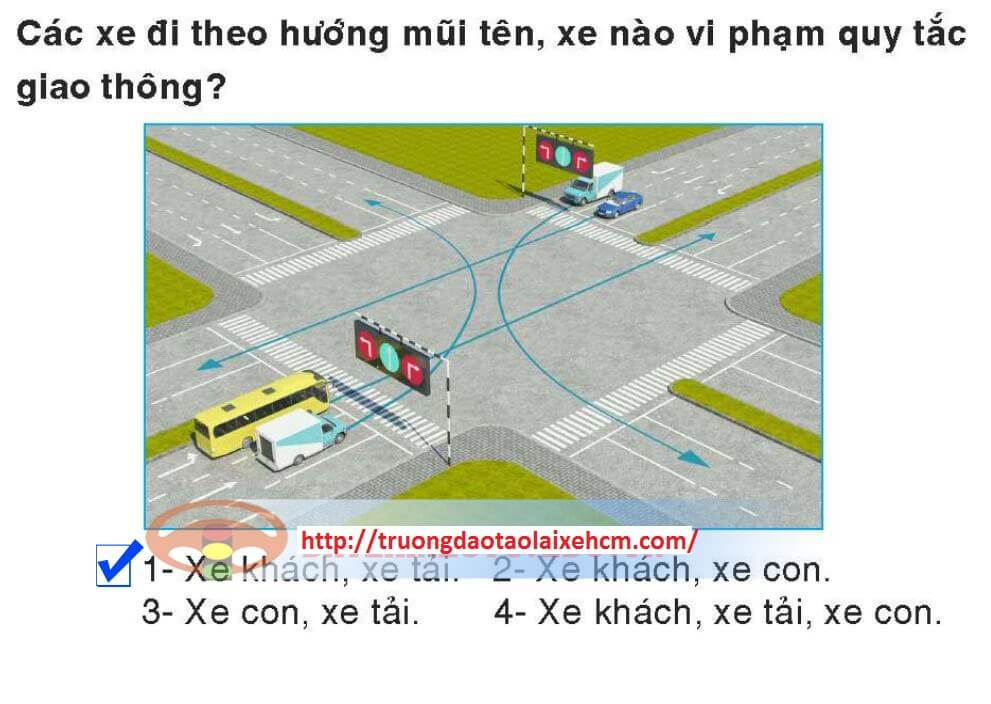 Các xe đi theo hướng mũi tên, xe nào vi phạm quy tắc
giao thông?
http://truongdaotaolaixehcm.com/
1- Xe khách, xe tải. 2- Xe khách, xe con.
3- Xe con, xe tải. 4- Xe khách, xe tải, xe con.